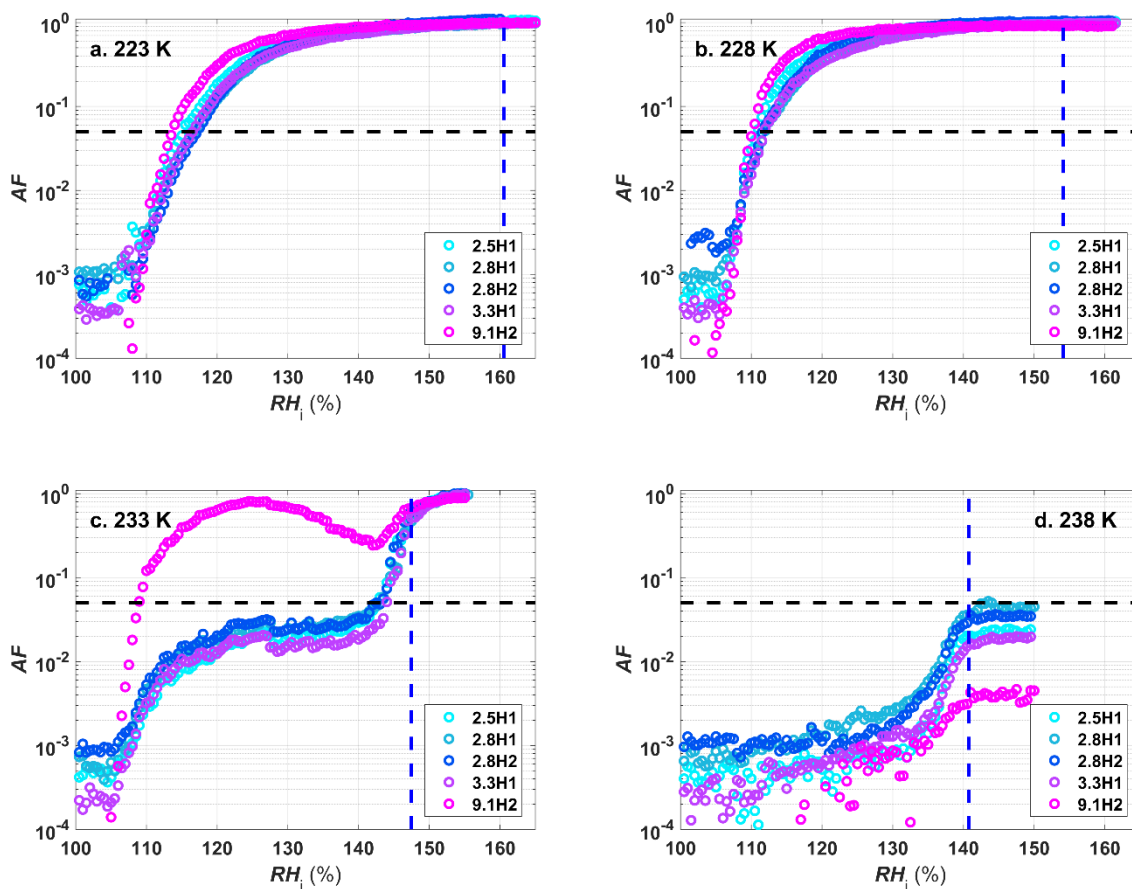 a. 223 K
AF
10^0
10^-1
10^-2
10^-3
10^-4
2.5H1
2.8H1
2.8H2
3.3H1
9.1H2
100 110 120 130 140 150 160
RH_i (%)
b. 228 K
AF
10^0
10^-1
10^-2
10^-3
10^-4
2.5H1
2.8H1
2.8H2
3.3H1
9.1H2
100 110 120 130 140 150 160
RH_i (%)
c. 233 K
AF
10^0
10^-1
10^-2
10^-3
10^-4
2.5H1
2.8H1
2.8H2
3.3H1
9.1H2
100 110 120 130 140 150 160
RH_i (%)
d. 238 K
AF
10^0
10^-1
10^-2
10^-3
10^-4
2.5H1
2.8H1
2.8H2
3.3H1
9.1H2
100 110 120 130 140 150 160
RH_i (%)